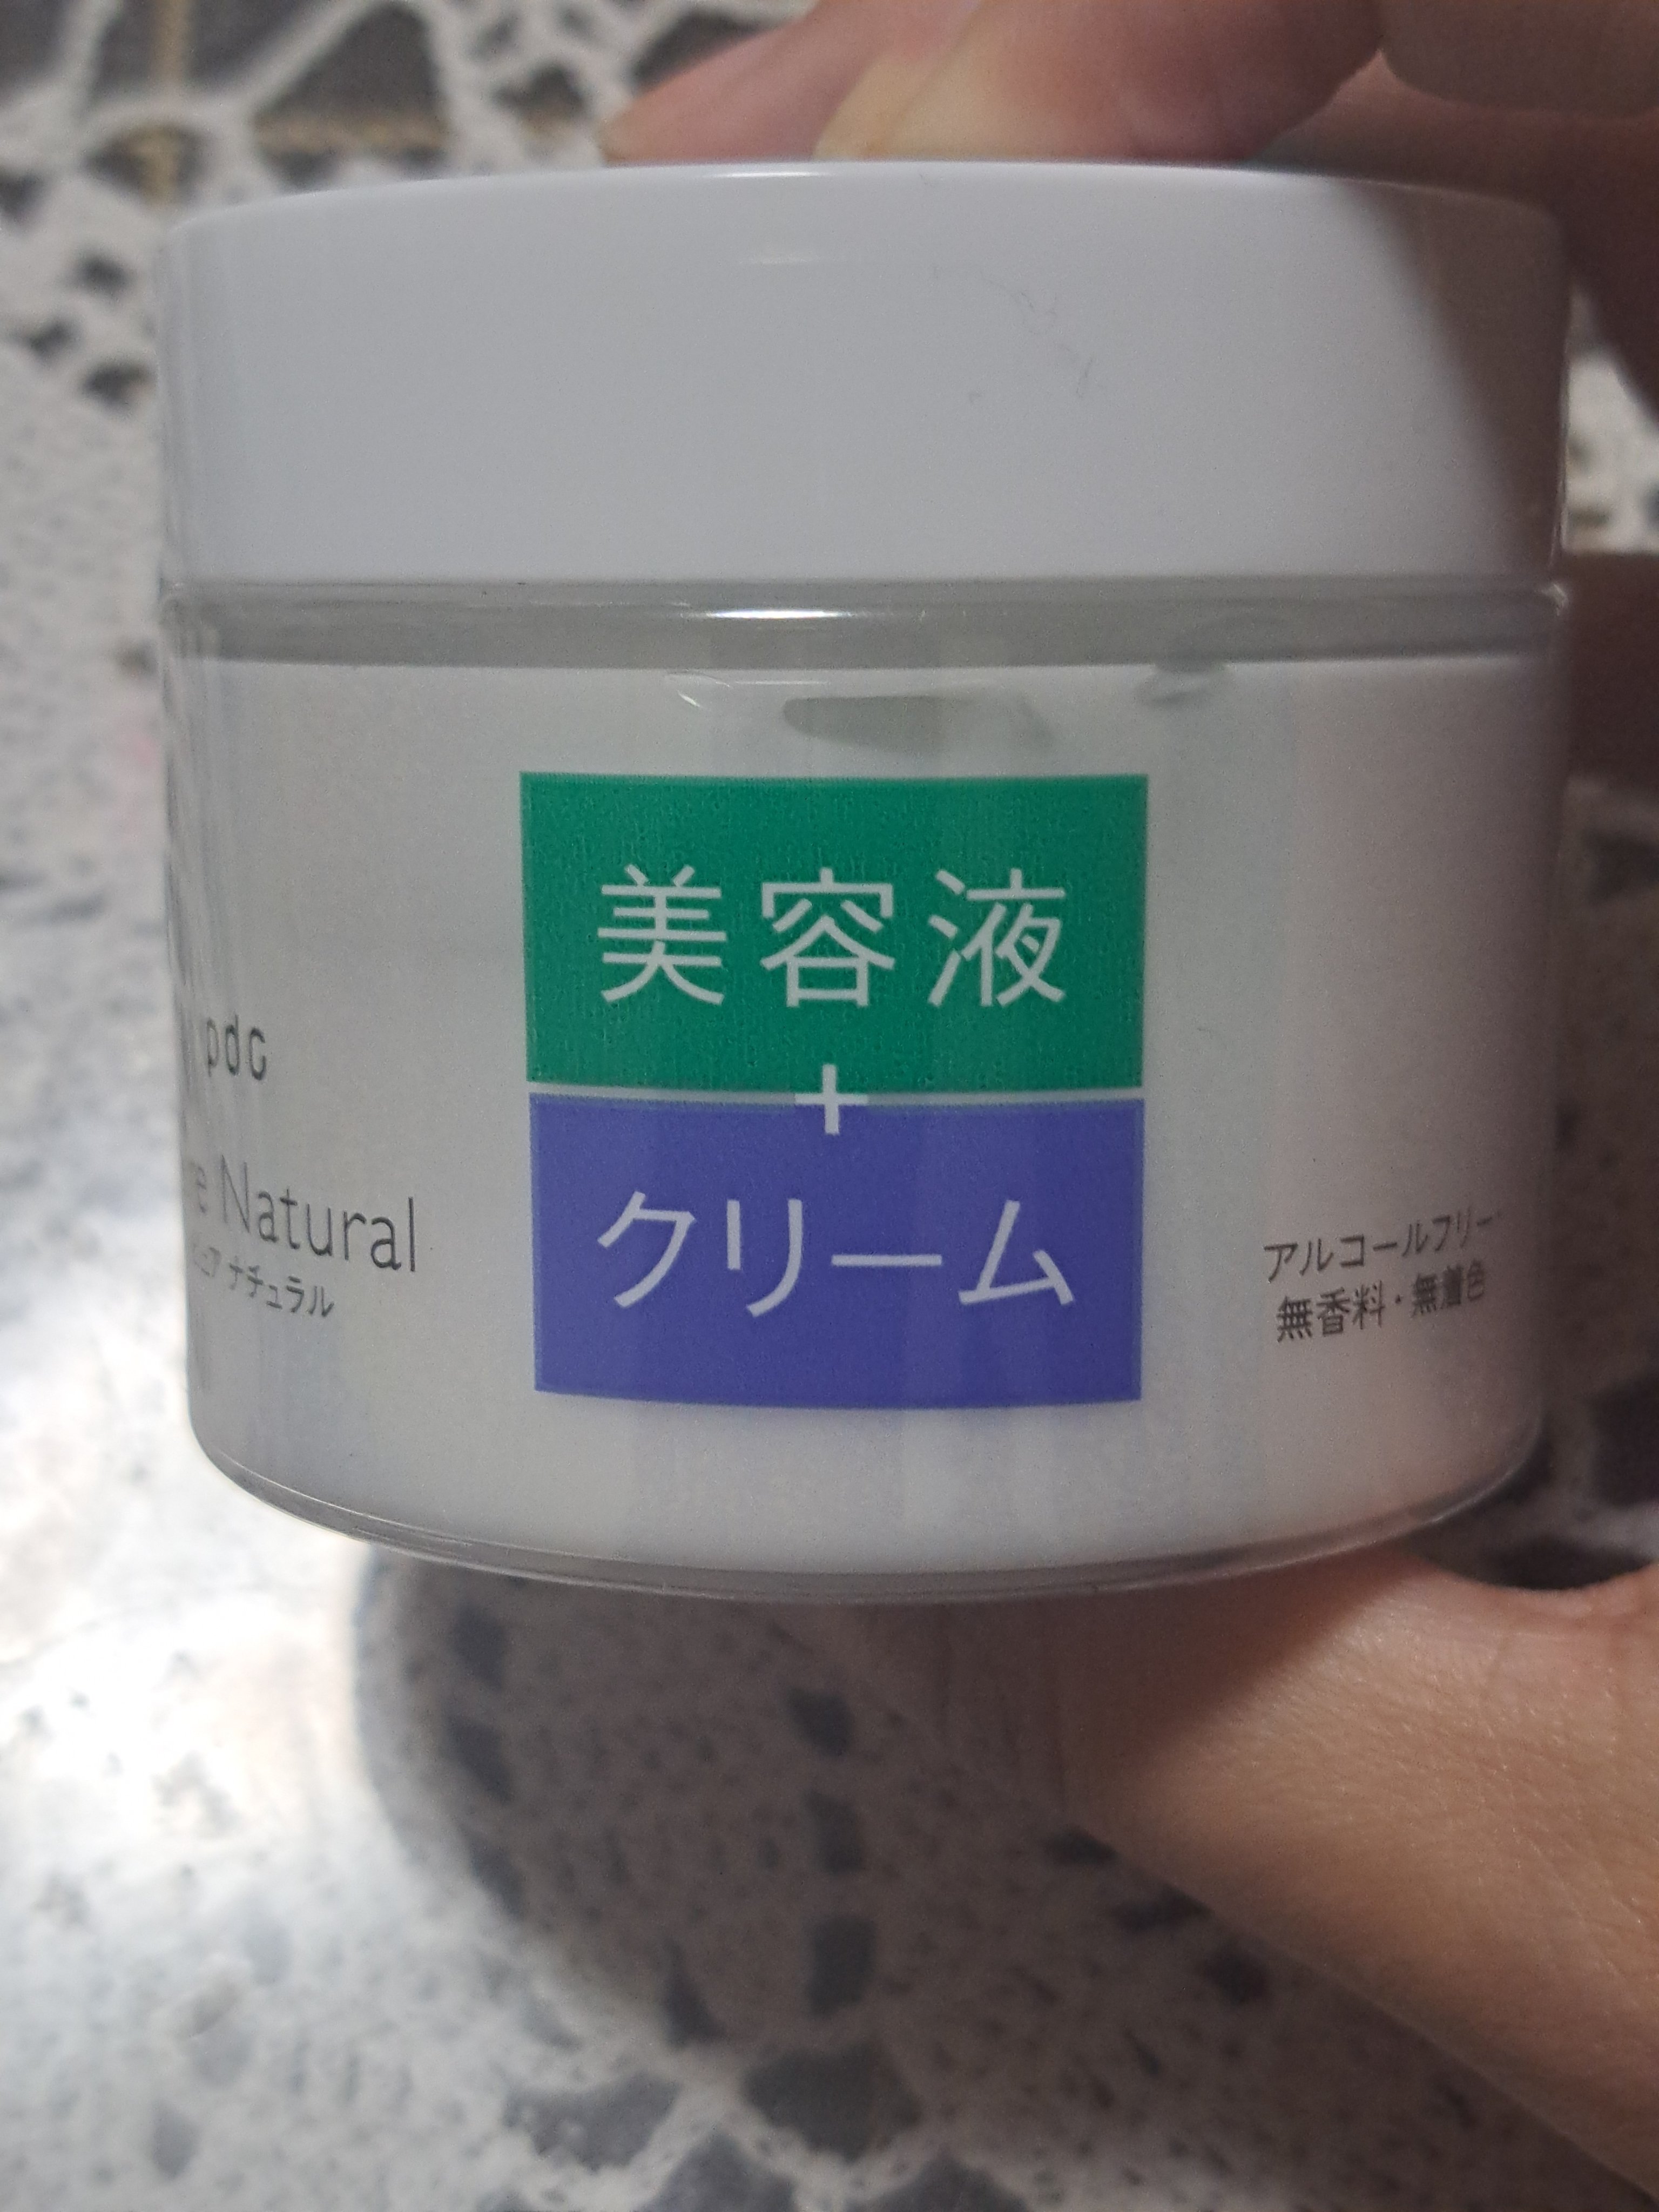 pdc
Natural
ナチュラル
美容液
+
クリーム
アルコールフリー
無香料・無着色